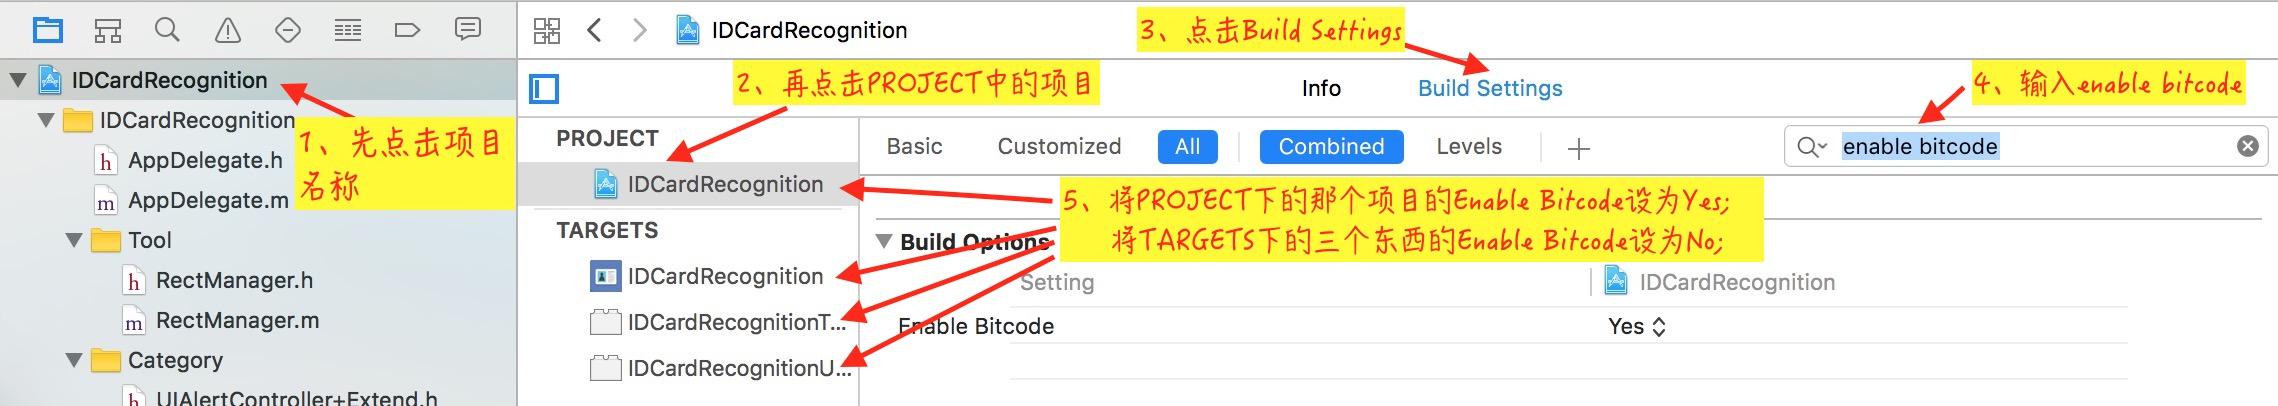 IDCardRecognition
3、点击Build Settings
IDCardRecognition
2、再点击PROJECT中的项目
Info
Build Settings
4、输入enable bitcode
IDCardRecognition
1、先点击项目
名称
PROJECT
Basic
Customized
All
Combined
Levels
enable bitcode
AppDelegate.h
IDCardRecognition
5、将PROJECT下的那个项目的Enable Bitcode设为Yes;
将TARGETS下的三个东西的Enable Bitcode设为No;
AppDelegate.m
TARGETS
Tool
Build Options
RectManager.h
IDCardRecognition
Setting
IDCardRecognition
RectManager.m
IDCardRecognitionT...
Enable Bitcode
Yes
Category
IDCardRecognitionU...
UIAlertController+Extend.h